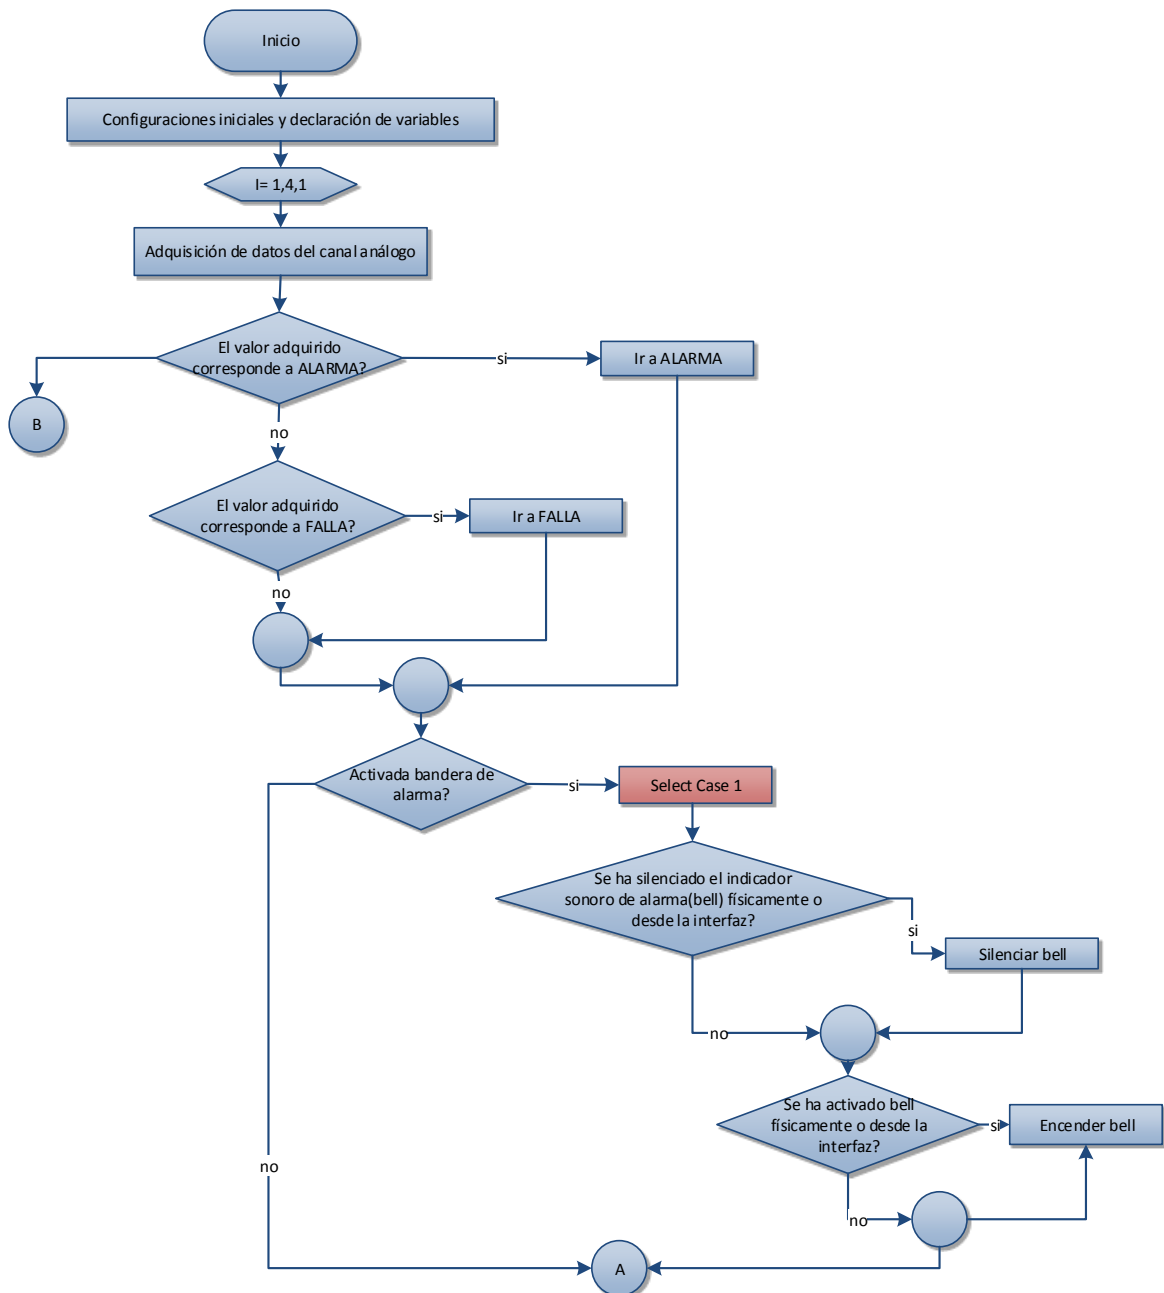 Inicio
Configuraciones iniciales y declaración de variables
I= 1,4,1
Adquisición de datos del canal análogo
El valor adquirido
corresponde a ALARMA?
si
Ir a ALARMA
B
no
El valor adquirido
corresponde a FALLA?
si
Ir a FALLA
no
Activada bandera de
alarma?
si
Select Case 1
Se ha silenciado el indicador
sonoro de alarma(bell) físicamente o
desde la interfaz?
si
Silenciar bell
no
Se ha activado bell
físicamente o desde la
interfaz?
si
Encender bell
no
no
A